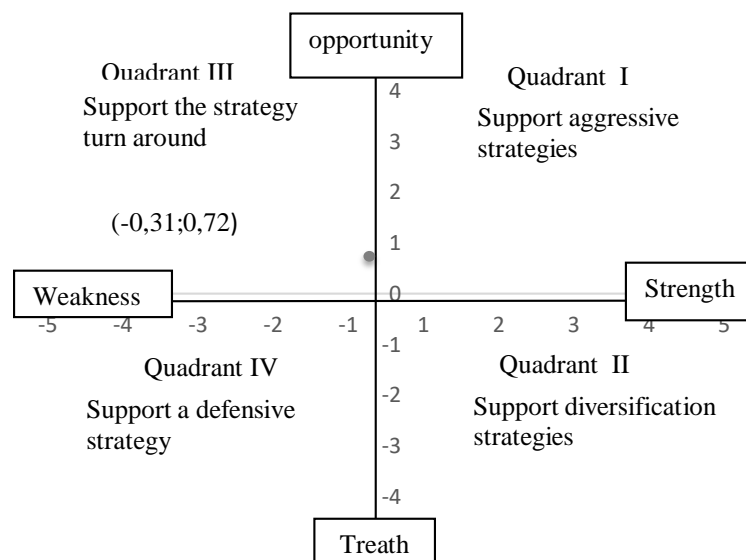 opportunity
Quadrant III
Support the strategy
turn around
Quadrant I
Support aggressive
strategies
4
3
2
1
0
-1
-2
-3
-4
(-0,31;0,72)
Weakness
Strength
-5 -4 -3 -2 -1 1 2 3 4 5
Quadrant IV
Support a defensive
strategy
Quadrant II
Support diversification
strategies
Treath